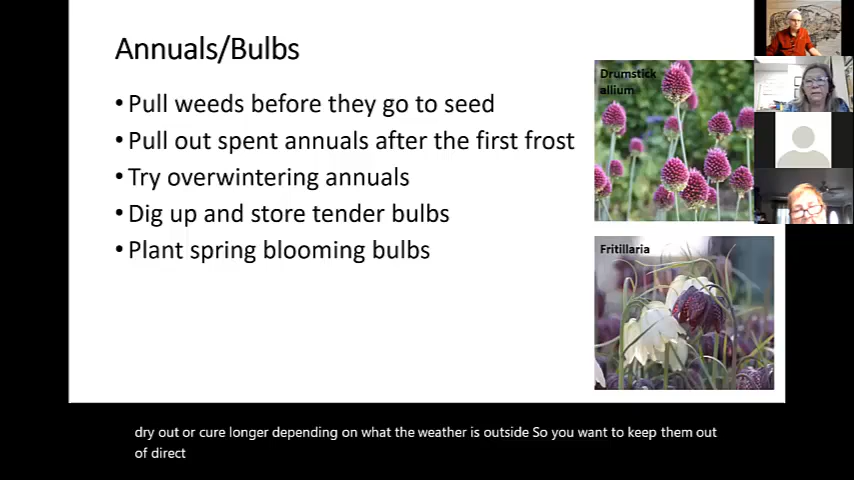 Annuals/Bulbs
• Pull weeds before they go to seed
• Pull out spent annuals after the first frost
• Try overwintering annuals
• Dig up and store tender bulbs
• Plant spring blooming bulbs
Drumstick
allium
Fritillaria
dry out or cure longer depending on what the weather is outside So you want to keep them out
of direct